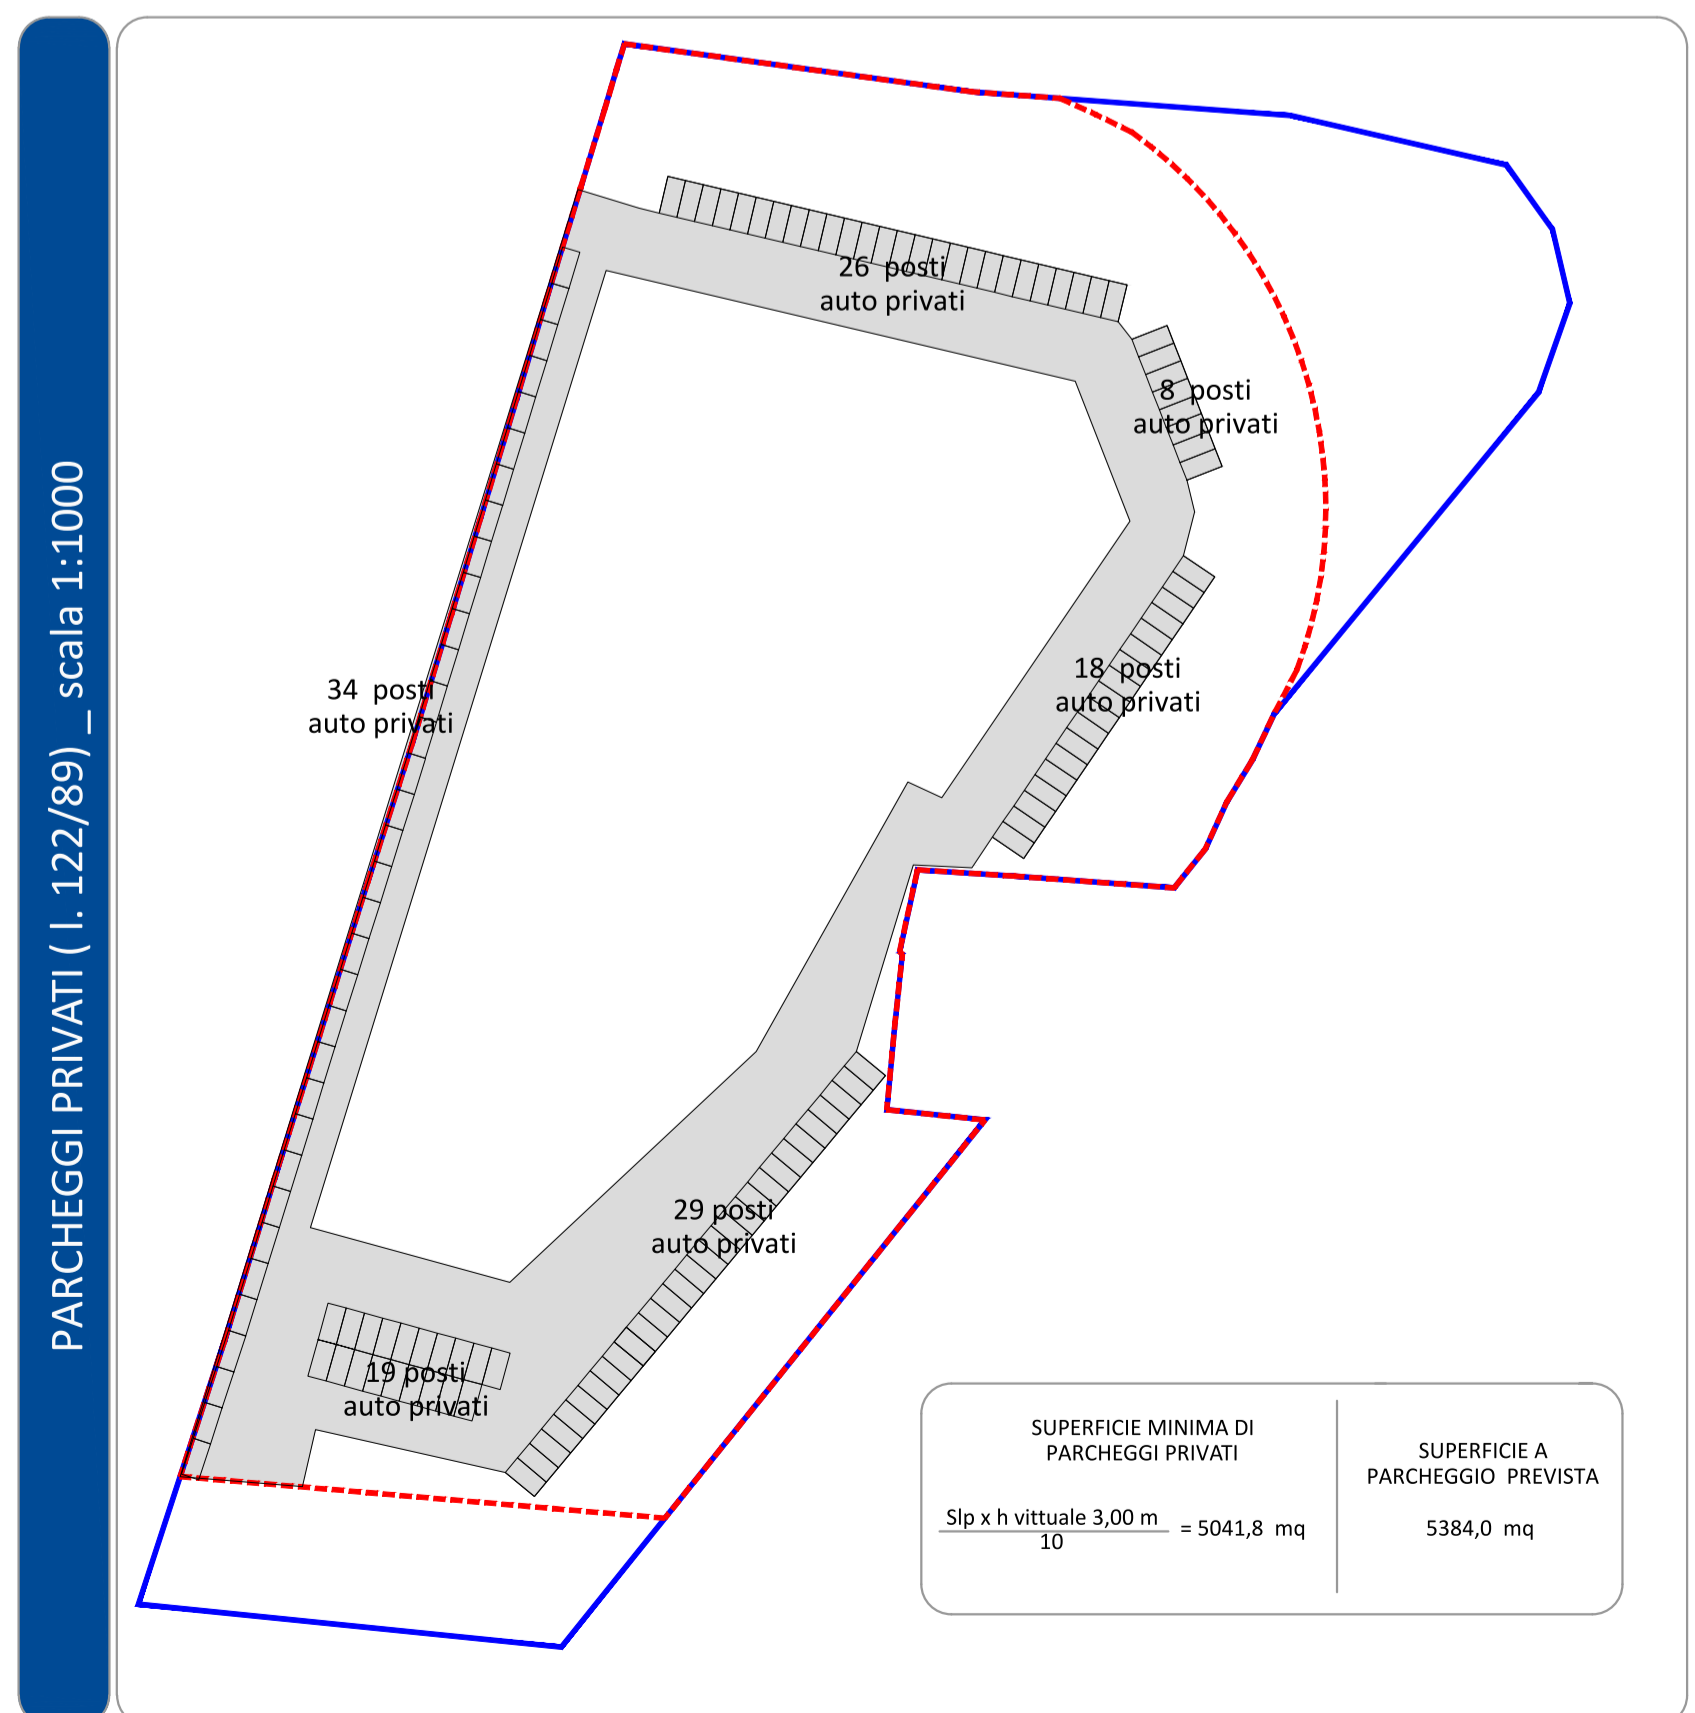 PARCHEGGI PRIVATI ( l. 122/89) _ scala 1:1000
26 posti
auto privati
8 posti
auto privati
34 posti
auto privati
18 posti
auto privati
29 posti
auto privati
19 posti
auto privati
SUPERFICIE MINIMA DI
PARCHEGGI PRIVATI
Slp x h vittuale 3,00 m
10
= 5041,8 mq
SUPERFICIE A
PARCHEGGIO PREVISTA
5384,0 mq